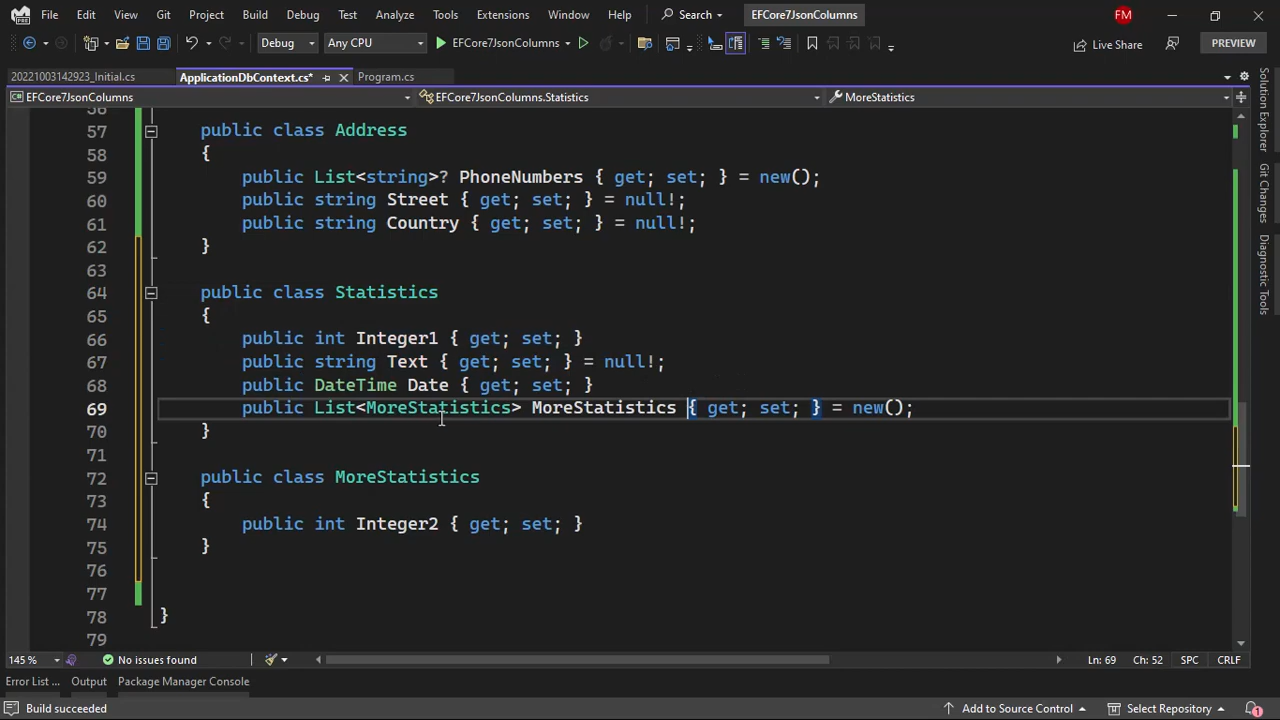 File Edit View Git Project Build Debug Test Analyze Tools Extensions Window Help Search EFCore7JsonColumns FM
Debug Any CPU EFCore7JsonColumns Live Share PREVIEW
20221003142923_Initial.cs ApplicationDbContext.cs* Program.cs
EFCore7JsonColumns EFCore7JsonColumns.Statistics MoreStatistics
56
57 public class Address
58 {
59 public List<string>? PhoneNumbers { get; set; } = new();
60 public string Street { get; set; } = null!;
61 public string Country { get; set; } = null!;
62 }
63
64 public class Statistics
65 {
66 public int Integer1 { get; set; }
67 public string Text { get; set; } = null!;
68 public DateTime Date { get; set; }
69 public List<MoreStatistics> MoreStatistics { get; set; } = new();
70 }
71
72 public class MoreStatistics
73 {
74 public int Integer2 { get; set; }
75 }
76
77
78 }
79
145 % No issues found Ln: 69 Ch: 52 SPC CRLF
Error List ... Output Package Manager Console
Build succeeded Add to Source Control Select Repository 1
Solution Explorer
Git Changes
Diagnostic Tools